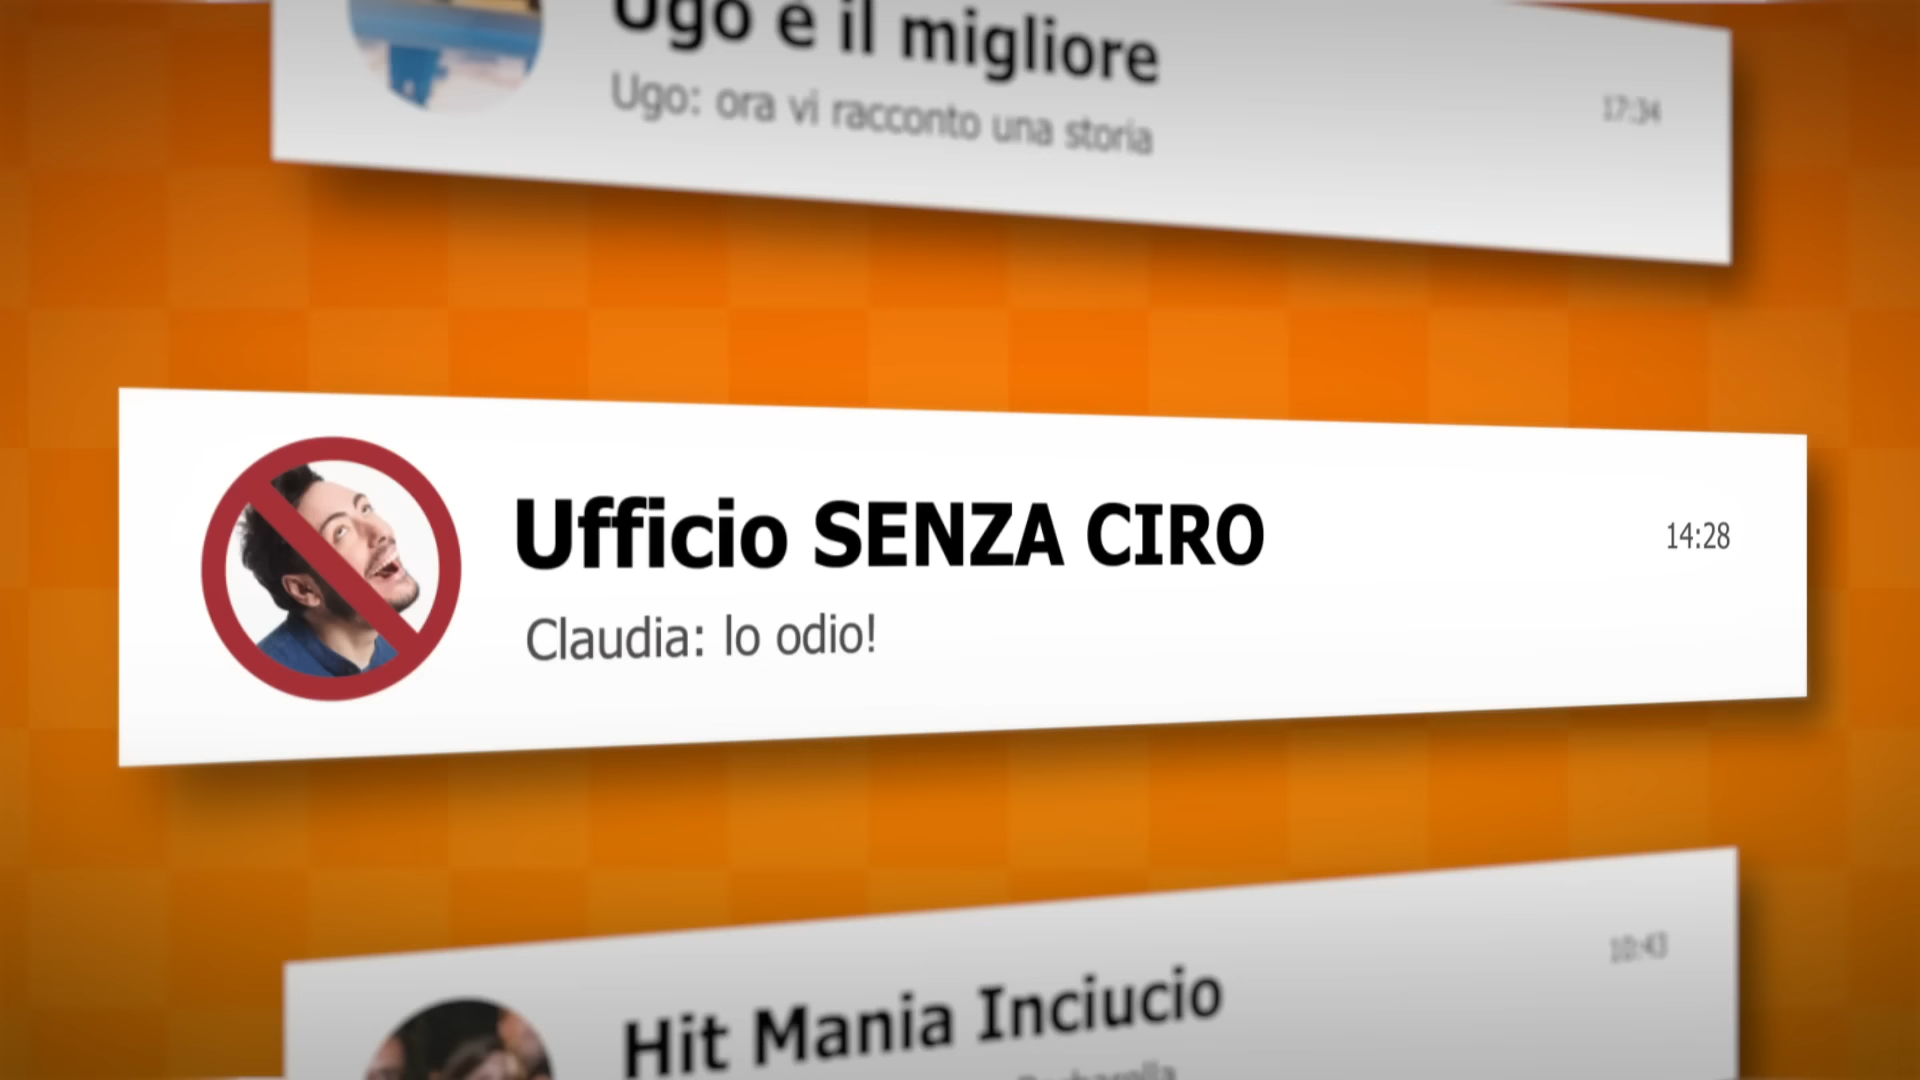 Ugo è il migliore
Ugo: ora vi racconto una storia
17:34
Ufficio SENZA CIRO
14:28
Claudia: lo odio!
10:43
Hit Mania Inciucio